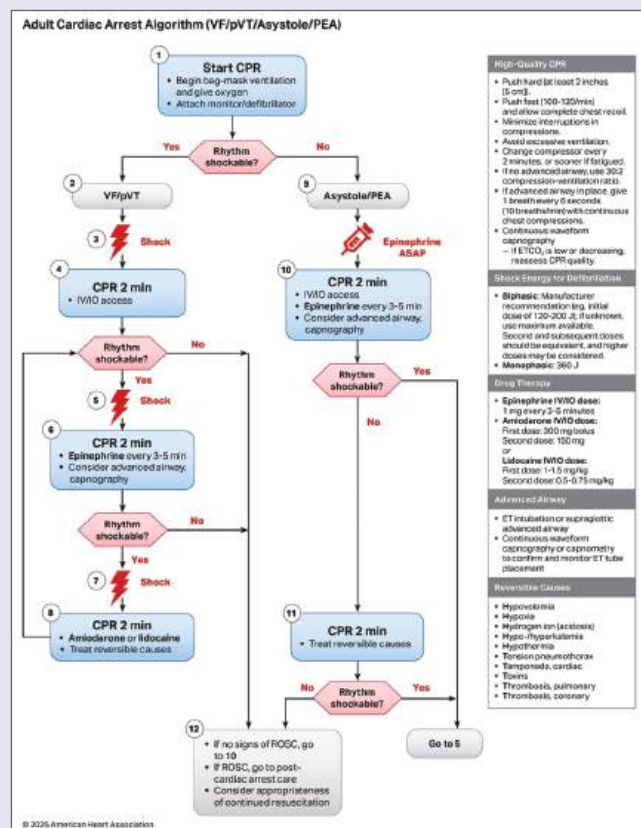 Adult Cardiac Arrest Algorithm (VF/pVT/Asystole/PEA)
1
Start CPR
• Begin bag-mask ventilation
and give oxygen
• Attach monitor/defibrillator
Rhythm
shockable?
Yes
No
2
VF/pVT
3
Shock
4
CPR 2 min
• IV/IO access
Rhythm
shockable?
No
Yes
5
Shock
6
CPR 2 min
• Epinephrine every 3-5 min
• Consider advanced airway,
capnography
Rhythm
shockable?
No
Yes
7
Shock
8
CPR 2 min
• Amiodarone or lidocaine
• Treat reversible causes
9
Asystole/PEA
Epinephrine
ASAP
10
CPR 2 min
• IV/IO access
• Epinephrine every 3-5 min
• Consider advanced airway,
capnography
Rhythm
shockable?
Yes
No
11
CPR 2 min
• Treat reversible causes
Rhythm
shockable?
No
Yes
12
• If no signs of ROSC, go
to 10
• If ROSC, go to post–
cardiac arrest care
• Consider appropriateness
of continued resuscitation
Go to 5
High-Quality CPR
• Push hard (at least 2 inches
[5 cm]).
• Push fast (100-120/min)
and allow complete chest recoil.
• Minimize interruptions in
compressions.
• Avoid excessive ventilation.
• Change compressor every
2 minutes, or sooner if fatigued.
• If no advanced airway, use 30:2
compression-ventilation ratio.
• If advanced airway in place, give
1 breath every 6 seconds
(10 breaths/min) with continuous
chest compressions.
• Continuous waveform
capnography
– If ETCO₂ is low or decreasing,
reassess CPR quality.
Shock Energy for Defibrillation
• Biphasic: Manufacturer
recommendation (eg, initial
dose of 120-200 J); if unknown,
use maximum available.
Second and subsequent doses
should be equivalent, and higher
doses may be considered.
• Monophasic: 360 J
Drug Therapy
• Epinephrine IV/IO dose:
1 mg every 3-5 minutes
• Amiodarone IV/IO dose:
First dose: 300 mg bolus
Second dose: 150 mg
or
Lidocaine IV/IO dose:
First dose: 1-1.5 mg/kg
Second dose: 0.5-0.75 mg/kg
Advanced Airway
• ET intubation or supraglottic
advanced airway
• Continuous waveform
capnography or capnometry
to confirm and monitor ET tube
placement
Reversible Causes
• Hypovolemia
• Hypoxia
• Hydrogen ion (acidosis)
• Hypo-/hyperkalemia
• Hypothermia
• Tension pneumothorax
• Tamponade, cardiac
• Toxins
• Thrombosis, pulmonary
• Thrombosis, coronary
© 2025 American Heart Association